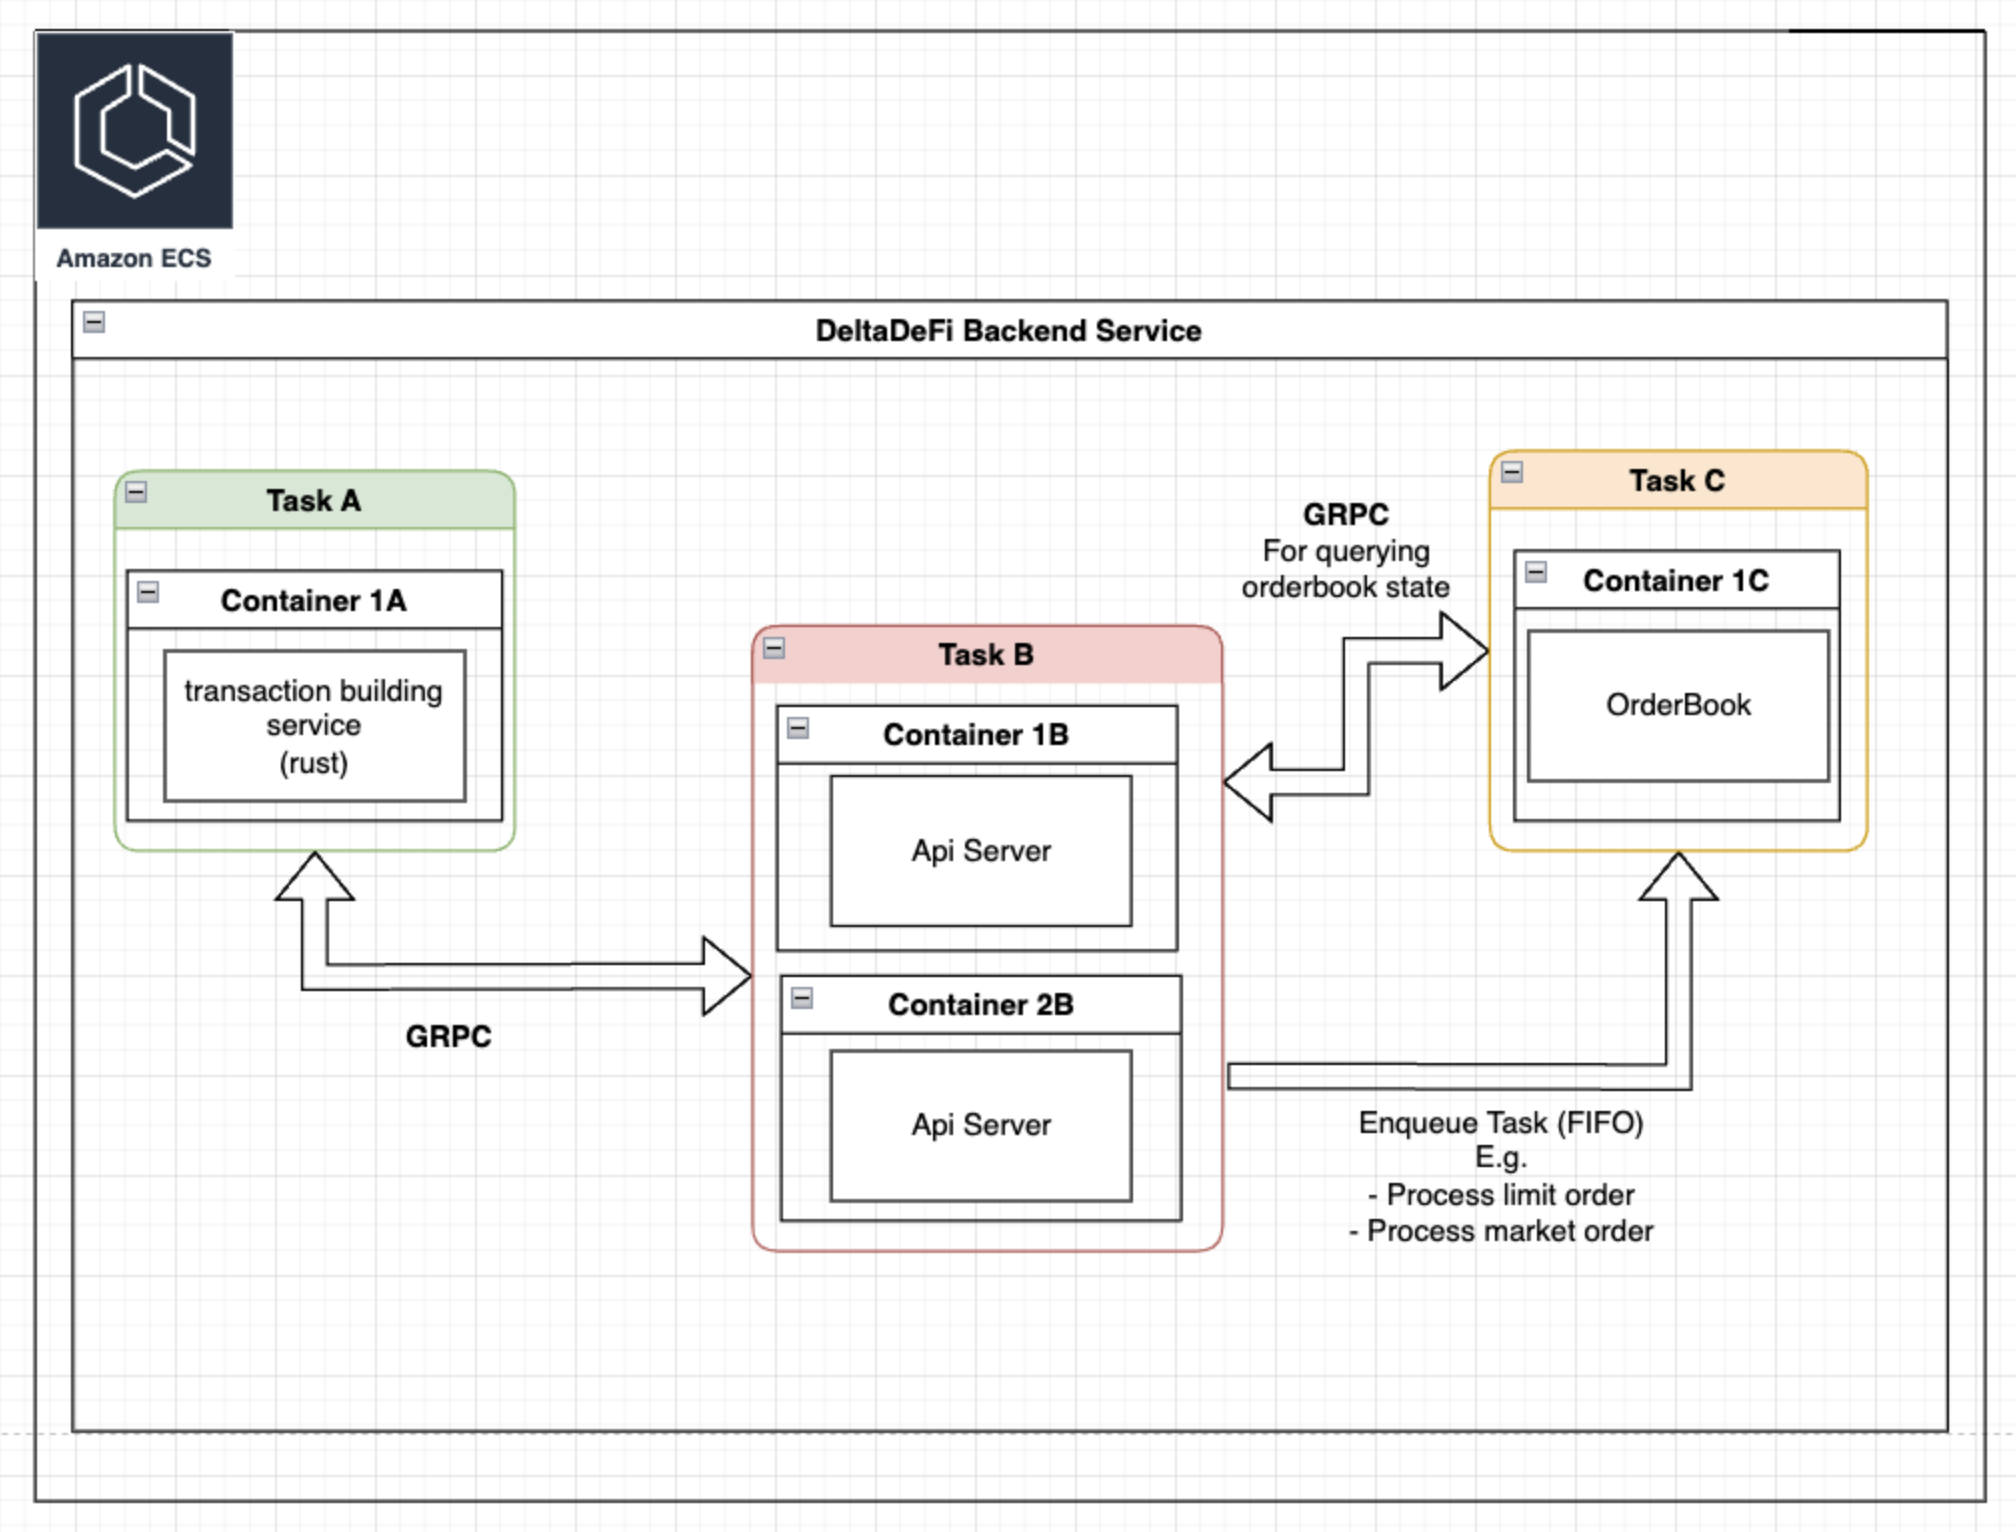 Amazon ECS
DeltaDeFi Backend Service
Task A
Container 1A
transaction building
service
(rust)
GRPC
Task B
Container 1B
Api Server
Container 2B
Api Server
GRPC
For querying
orderbook state
Task C
Container 1C
OrderBook
Enqueue Task (FIFO)
E.g.
- Process limit order
- Process market order